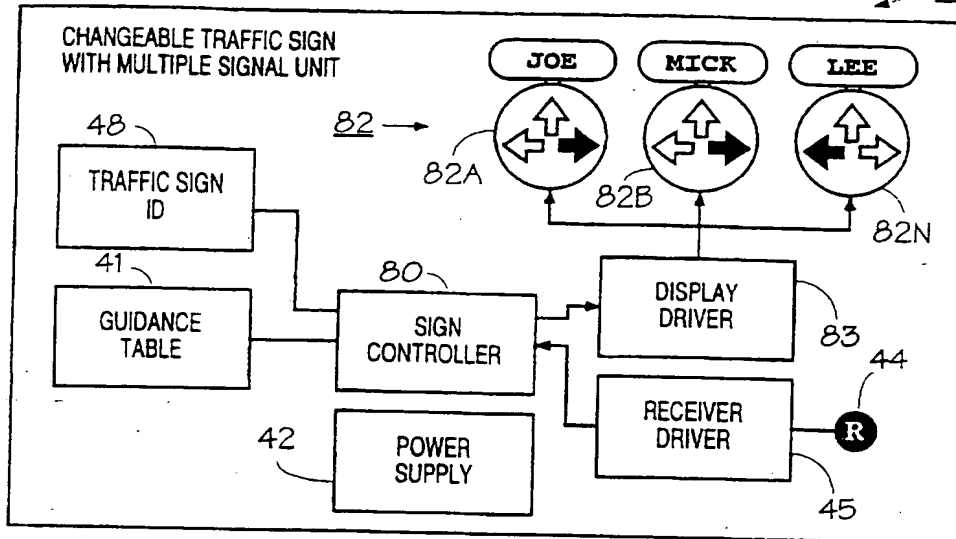 CHANGEABLE TRAFFIC SIGN
WITH MULTIPLE SIGNAL UNIT
JOE
MICK
LEE
82
82A
82B
82N
48
TRAFFIC SIGN
ID
41
GUIDANCE
TABLE
80
SIGN
CONTROLLER
DISPLAY
DRIVER
83
44
RECEIVER
DRIVER
R
45
42
POWER
SUPPLY